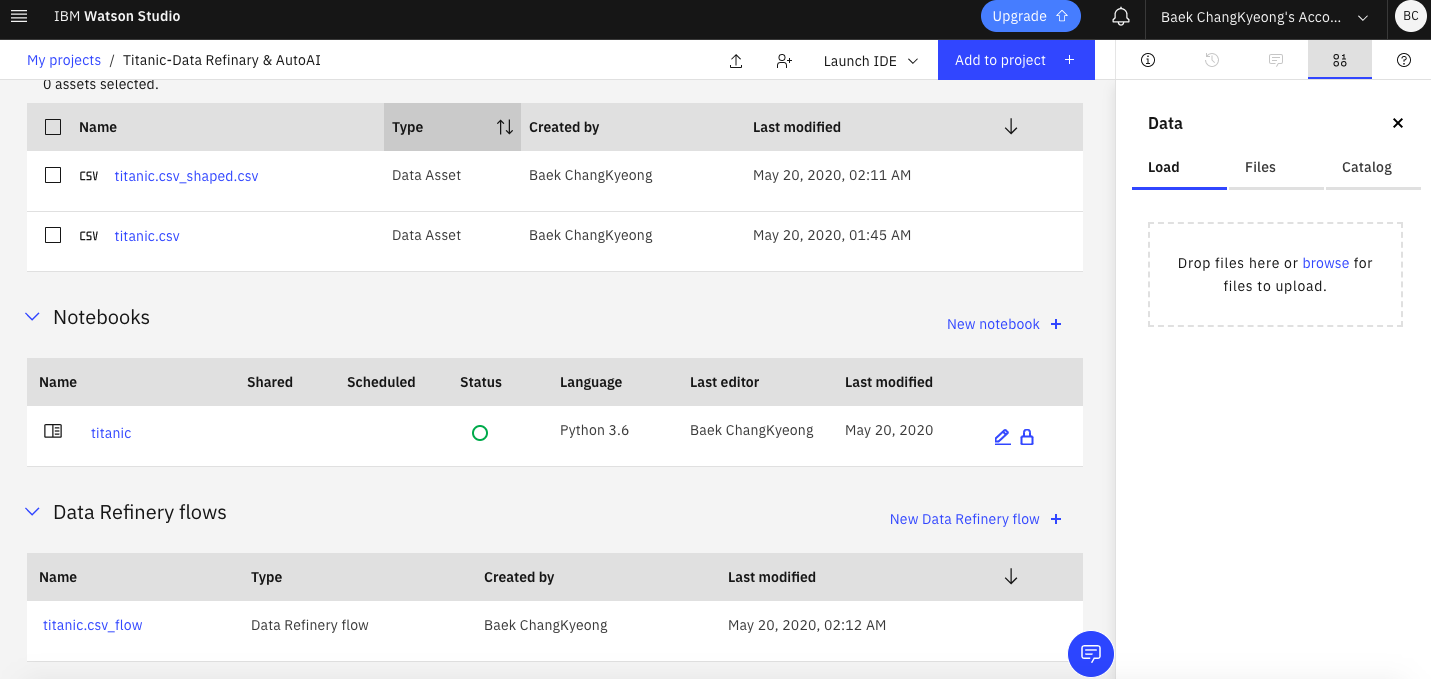 IBM Watson Studio
Upgrade
Baek ChangKyeong's Acco...
BC
My projects / Titanic-Data Refinary & AutoAI
Launch IDE
Add to project +
0 assets selected.
Name Type Created by Last modified
CSV titanic.csv_shaped.csv Data Asset Baek ChangKyeong May 20, 2020, 02:11 AM
CSV titanic.csv Data Asset Baek ChangKyeong May 20, 2020, 01:45 AM
Notebooks
New notebook +
Name Shared Scheduled Status Language Last editor Last modified
titanic Python 3.6 Baek ChangKyeong May 20, 2020
Data Refinery flows
New Data Refinery flow +
Name Type Created by Last modified
titanic.csv_flow Data Refinery flow Baek ChangKyeong May 20, 2020, 02:12 AM
Data
Load Files Catalog
Drop files here or browse for
files to upload.